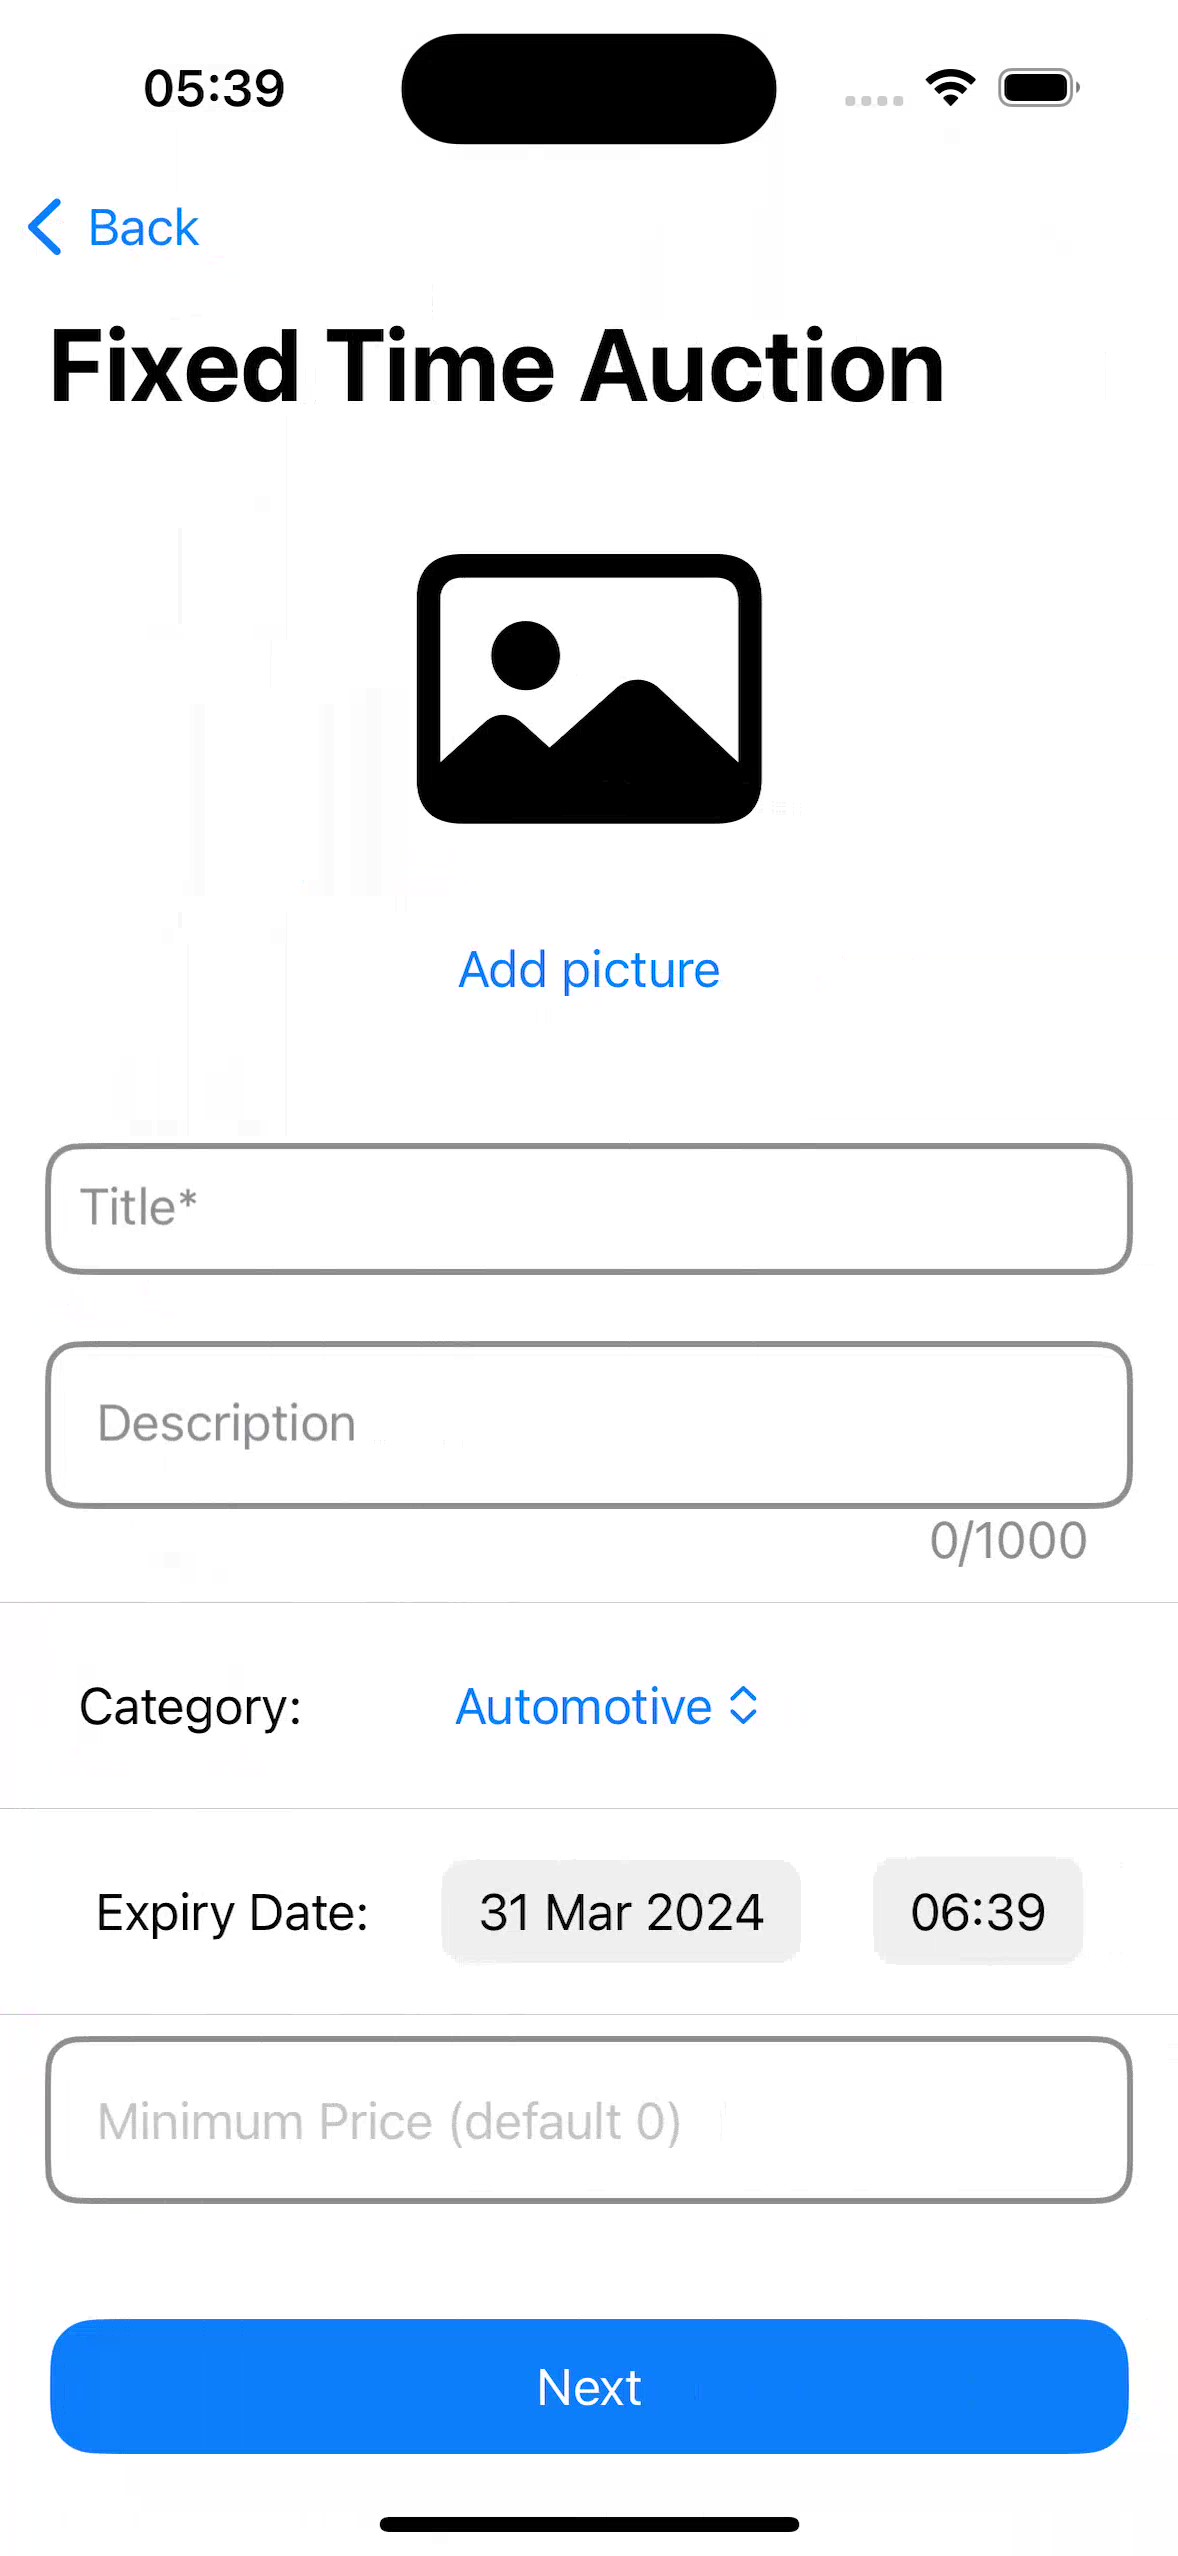 05:39
Back
Fixed Time Auction
Add picture
Title*
Description
0/1000
Category: Automotive
Expiry Date: 31 Mar 2024 06:39
Minimum Price (default 0)
Next